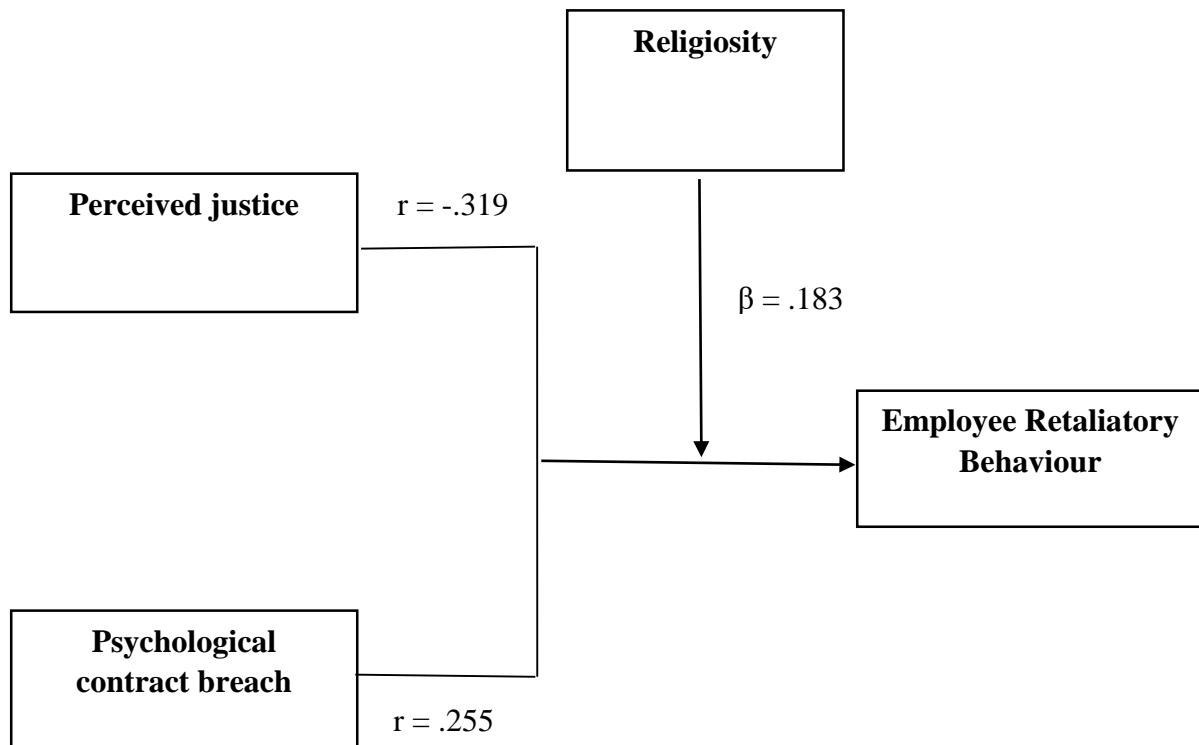 Religiosity
Perceived justice
r = -.319
β = .183
Employee Retaliatory
Behaviour
Psychological
contract breach
r = .255